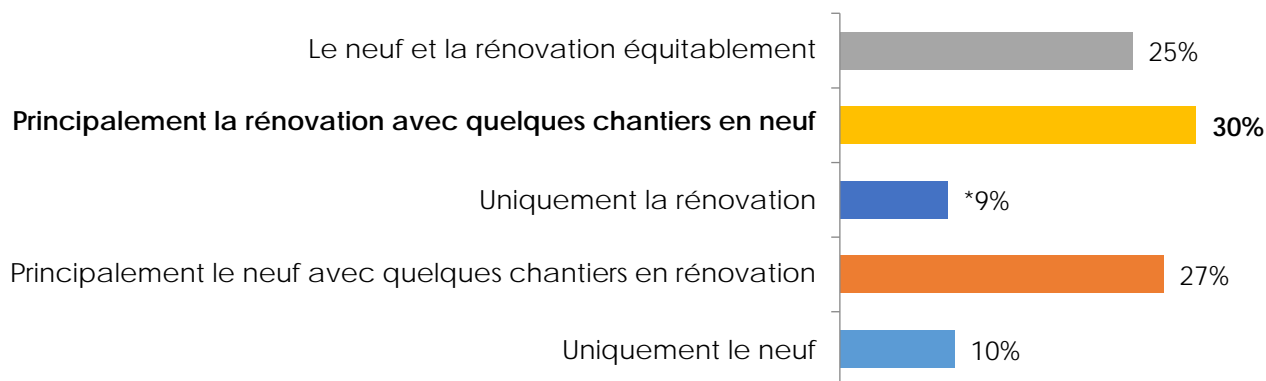 Le neuf et la rénovation équitablement 25%
Principalement la rénovation avec quelques chantiers en neuf 30%
Uniquement la rénovation *9%
Principalement le neuf avec quelques chantiers en rénovation 27%
Uniquement le neuf 10%